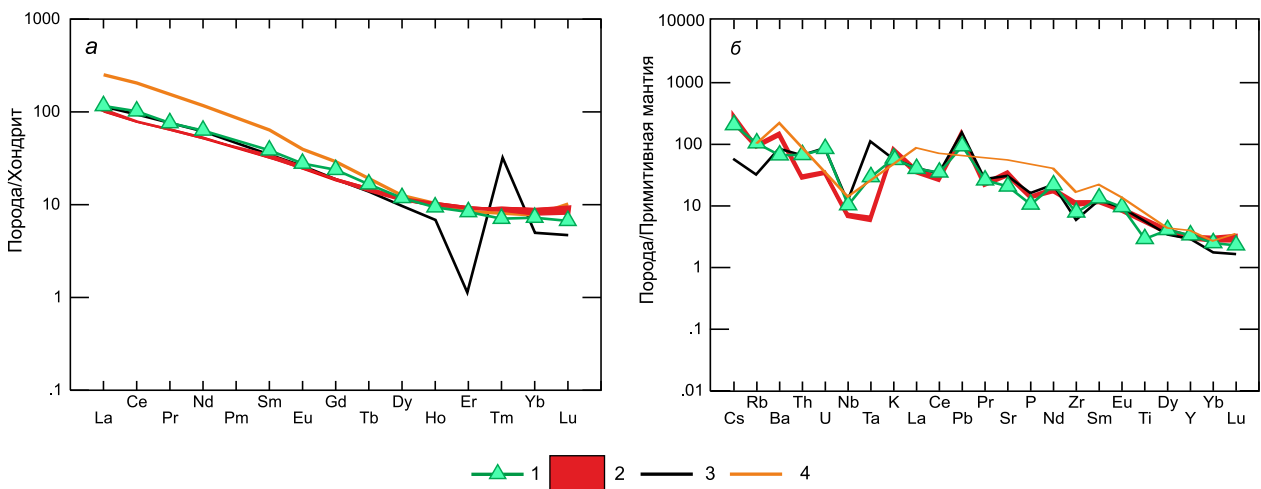 а
Порода/Хондрит
1000
100
10
1
.1
La Ce Pr Nd Pm Sm Eu Gd Tb Dy Ho Er Tm Yb Lu
б
Порода/Примитивная мантия
10000
1000
100
10
1
.1
.01
Cs Rb Ba Th U Nb Ta K La Ce Pb Pr Sr P Nd Zr Sm Eu Ti Dy Y Yb Lu
1 2 3 4